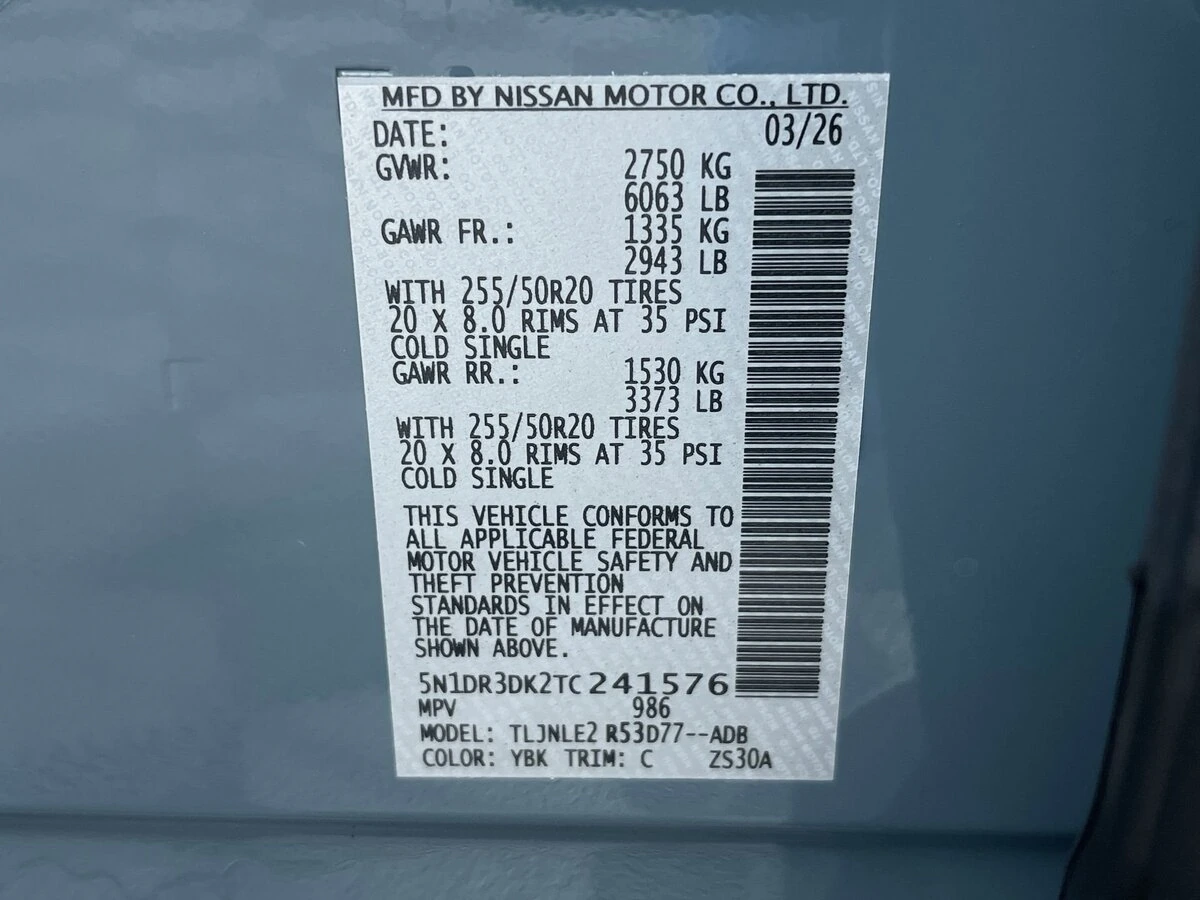 MFD BY NISSAN MOTOR CO., LTD.
DATE: 03/26
GVWR: 2750 KG
6063 LB
GAWR FR.: 1335 KG
2943 LB
WITH 255/50R20 TIRES
20 X 8.0 RIMS AT 35 PSI
COLD SINGLE
GAWR RR.: 1530 KG
3373 LB
WITH 255/50R20 TIRES
20 X 8.0 RIMS AT 35 PSI
COLD SINGLE
THIS VEHICLE CONFORMS TO
ALL APPLICABLE FEDERAL
MOTOR VEHICLE SAFETY AND
THEFT PREVENTION
STANDARDS IN EFFECT ON
THE DATE OF MANUFACTURE
SHOWN ABOVE.
5N1DR3DK2TC241576
MPV 986
MODEL: TLJNLE2 R53D77--ADB
COLOR: YBK TRIM: C ZS30A